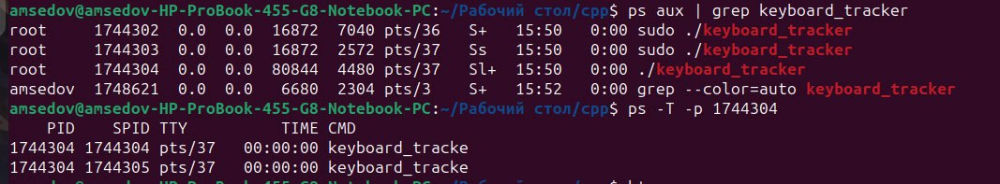 amsedov@amsedov-HP-ProBook-455-G8-Notebook-PC:~/Рабочий стол/cpp$ ps aux | grep keyboard_tracker
root     1744302  0.0  0.0  16872  7040 pts/36   S+   15:50   0:00 sudo ./keyboard_tracker
root     1744303  0.0  0.0  16872  2572 pts/37   Ss   15:50   0:00 sudo ./keyboard_tracker
root     1744304  0.0  0.0  80844  4480 pts/37   Sl+  15:50   0:00 ./keyboard_tracker
amsedov  1748621  0.0  0.0   6680  2304 pts/3    S+   15:52   0:00 grep --color=auto keyboard_tracker
amsedov@amsedov-HP-ProBook-455-G8-Notebook-PC:~/Рабочий стол/cpp$ ps -T -p 1744304
    PID    SPID TTY          TIME CMD
1744304 1744304 pts/37   00:00:00 keyboard_tracke
1744304 1744305 pts/37   00:00:00 keyboard_tracke